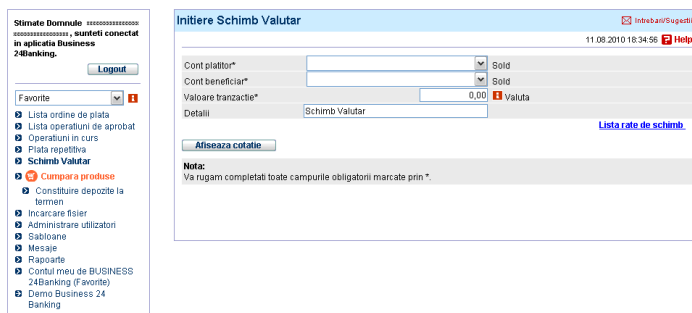 Stimate Domnule
, sunteti conectat
in aplicatia Business
24Banking.
Logout
Favorite
Lista ordine de plata
Lista operatiuni de aprobat
Operatiuni in curs
Plata repetitiva
Schimb Valutar
Cumpara produse
Constituire depozite la
termen
Incarcare fisier
Administrare utilizatori
Sabloane
Mesaje
Rapoarte
Contul meu de BUSINESS
24Banking (Favorite)
Demo Business 24
Banking
Initiere Schimb Valutar
Intrebari/Sugestii
11.08.2010 18:34:56 Help
Cont platitor* Sold
Cont beneficiar* Sold
Valoare tranzactie* 0,00 Valuta
Detalii Schimb Valutar
Lista rate de schimb
Afiseaza cotatie
Nota:
Va rugam completati toate campurile obligatorii marcate prin *.